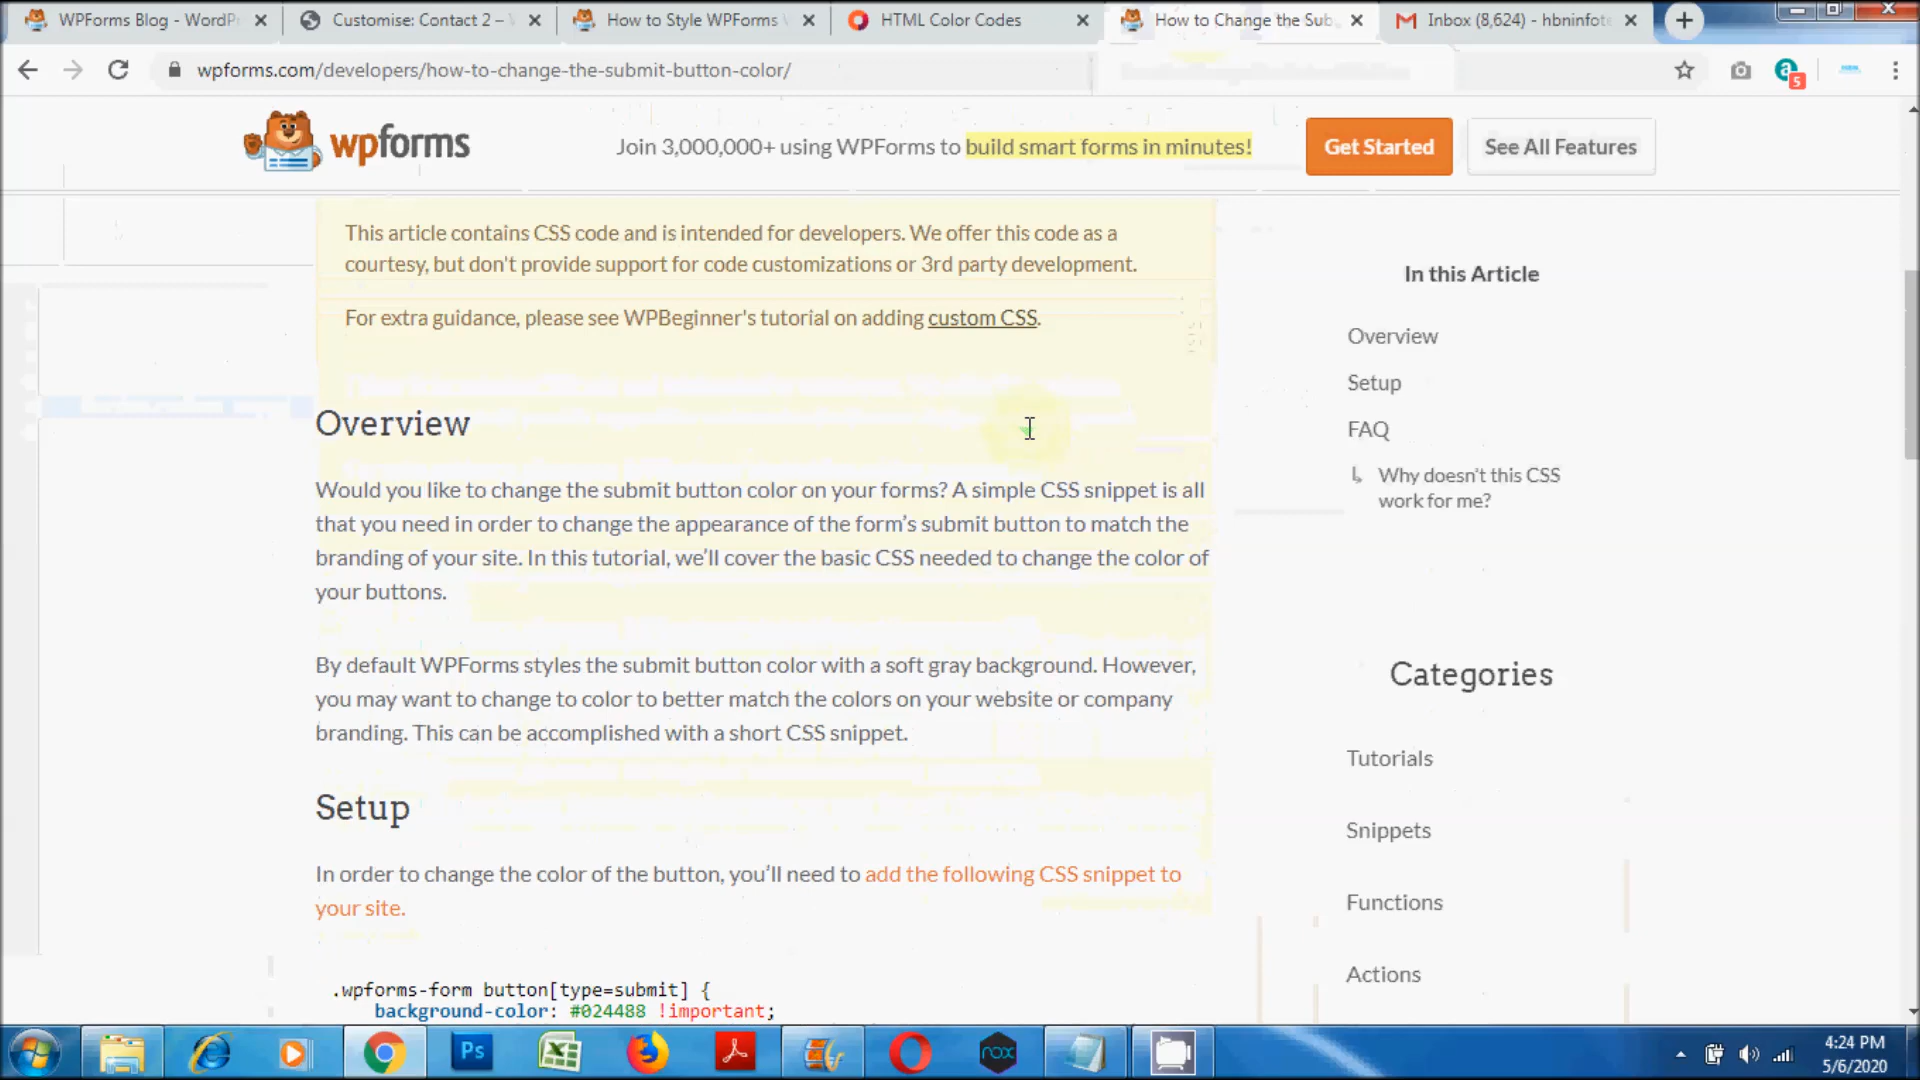 WPForms Blog - WordP
Customise: Contact 2 –
How to Style WPForms
HTML Color Codes
How to Change the Sub
Inbox (8,624) - hbninfote
wpforms.com/developers/how-to-change-the-submit-button-color/
5
wpforms
Join 3,000,000+ using WPForms to build smart forms in minutes!
Get Started
See All Features
This article contains CSS code and is intended for developers. We offer this code as a
courtesy, but don't provide support for code customizations or 3rd party development.
For extra guidance, please see WPBeginner's tutorial on adding custom CSS.
Overview
Would you like to change the submit button color on your forms? A simple CSS snippet is all
that you need in order to change the appearance of the form’s submit button to match the
branding of your site. In this tutorial, we’ll cover the basic CSS needed to change the color of
your buttons.
By default WPForms styles the submit button color with a soft gray background. However,
you may want to change to color to better match the colors on your website or company
branding. This can be accomplished with a short CSS snippet.
Setup
In order to change the color of the button, you’ll need to add the following CSS snippet to
your site.
.wpforms-form button[type=submit] {
background-color: #024488 !important;
In this Article
Overview
Setup
FAQ
Why doesn't this CSS
work for me?
Categories
Tutorials
Snippets
Functions
Actions
Ps
nox
4:24 PM
5/6/2020